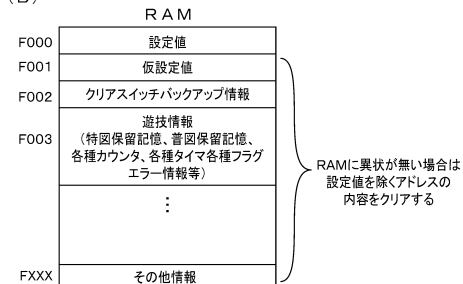 RAM
F000 設定値
F001 仮設定値
F002 クリアスイッチバックアップ情報
F003 遊技情報
(特図保留記憶、普図保留記憶、
各種カウンタ、各種タイマ各種フラグ
エラー情報等)
⋮
FXXX その他情報
RAMに異状が無い場合は
設定値を除くアドレスの
内容をクリアする